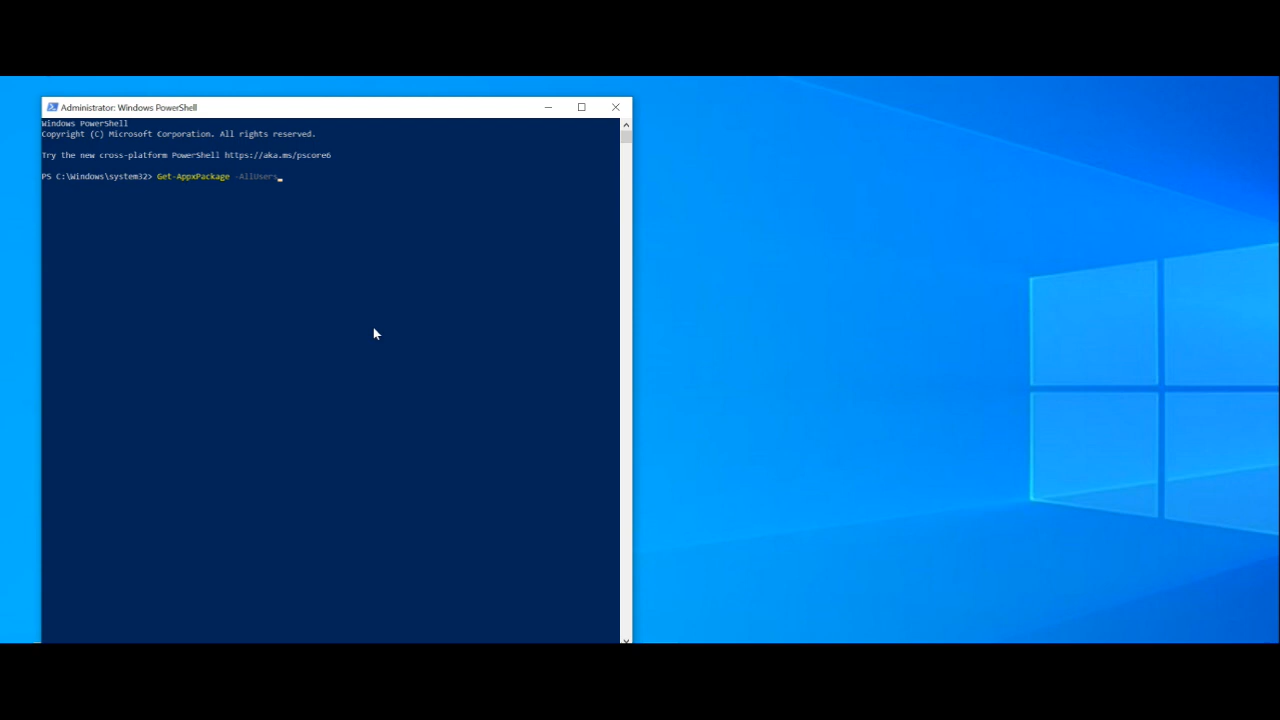 Administrator: Windows PowerShell
Windows PowerShell
Copyright (C) Microsoft Corporation. All rights reserved.
Try the new cross-platform PowerShell https://aka.ms/pscore6
PS C:\Windows\system32> Get-AppxPackage -AllUsers